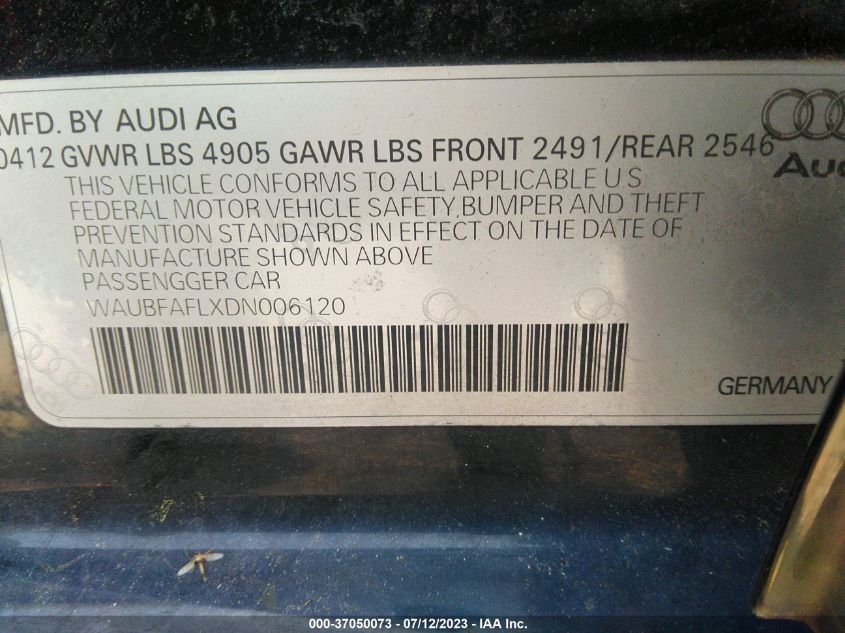 MFD. BY AUDI AG
0412 GVWR LBS 4905 GAWR LBS FRONT 2491/REAR 2546
Aud
THIS VEHICLE CONFORMS TO ALL APPLICABLE U.S
FEDERAL MOTOR VEHICLE SAFETY,BUMPER AND THEFT
PREVENTION STANDARDS IN EFFECT ON THE DATE OF
MANUFACTURE SHOWN ABOVE
PASSENGGER CAR
WAUBFAFLXDN006120
GERMANY
000-37050073 - 07/12/2023 - IAA Inc.